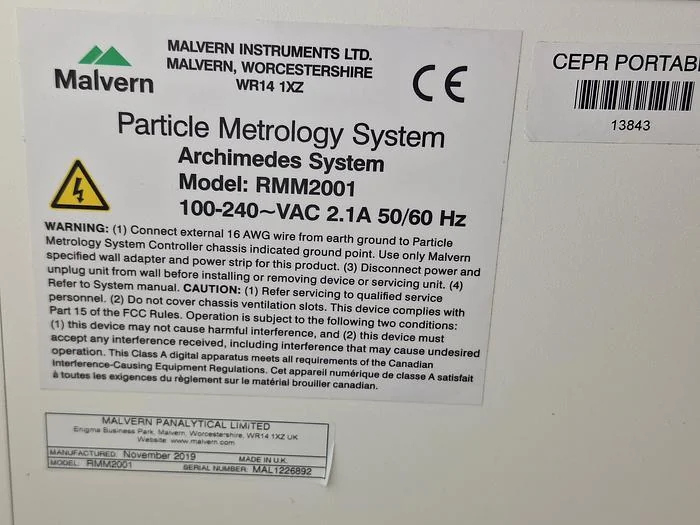 Malvern
MALVERN INSTRUMENTS LTD.
MALVERN, WORCESTERSHIRE
WR14 1XZ
CE
Particle Metrology System
Archimedes System
Model: RMM2001
100-240~VAC 2.1A 50/60 Hz
WARNING: (1) Connect external 16 AWG wire from earth ground to Particle
Metrology System Controller chassis indicated ground point. Use only Malvern
specified wall adapter and power strip for this product. (3) Disconnect power and
unplug unit from wall before installing or removing device or servicing unit. (4)
Refer to System manual. CAUTION: (1) Refer servicing to qualified service
personnel. (2) Do not cover chassis ventilation slots. This device complies with
Part 15 of the FCC Rules. Operation is subject to the following two conditions:
(1) this device may not cause harmful interference, and (2) this device must
accept any interference received, including interference that may cause undesired
operation. This Class A digital apparatus meets all requirements of the Canadian
Interference-Causing Equipment Regulations. Cet appareil numérique de classe A satisfait
à toutes les exigences du règlement sur le matérial brouiller canadian.
CEPR PORTABL
13843
MALVERN PANALYTICAL LIMITED
Enigma Business Park, Malvern, Worcestershire, WR14 1XZ UK
Website: www.malvern.com
MANUFACTURED: November 2019 MADE IN U.K.
MODEL: RMM2001 SERIAL NUMBER: MAL1226892